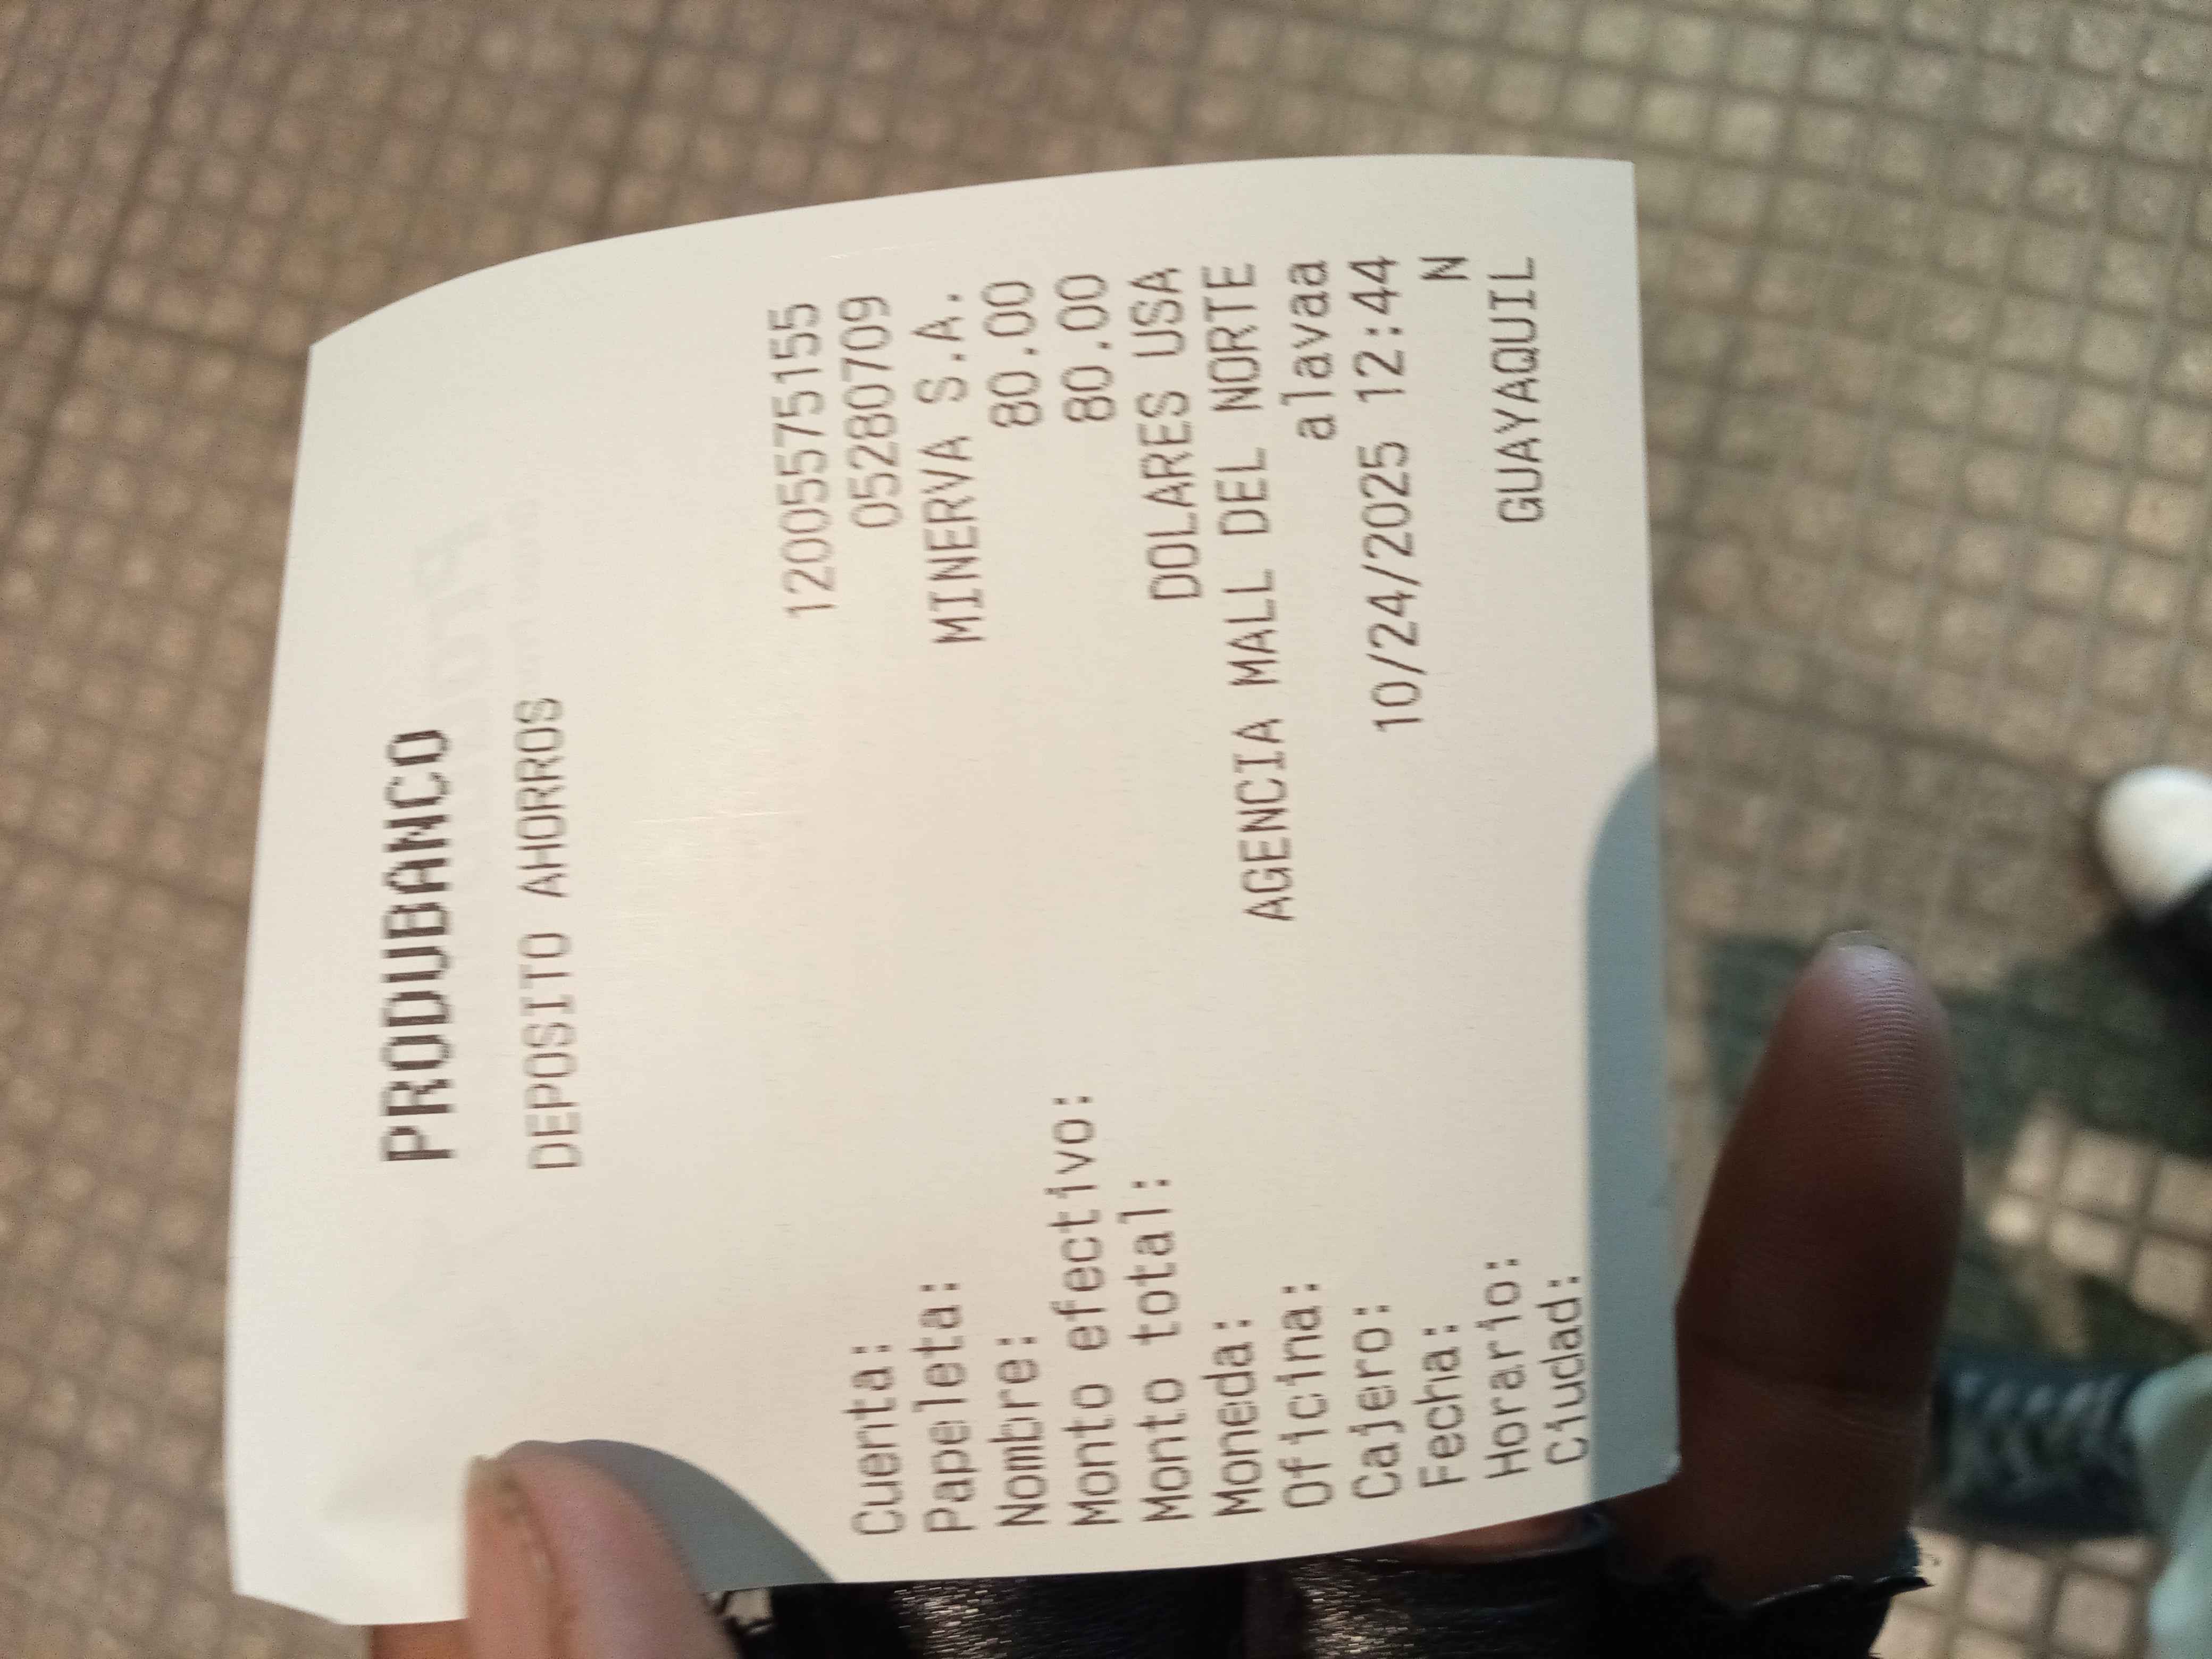 PRODUBANCO
DEPOSITO AHORROS
Cuenta: 12005575155
Papeleta: 05280709
Nombre: MINERVA S.A.
Monto efectivo: 80.00
Monto total: 80.00
Moneda: DOLARES USA
Oficina: AGENCIA MALL DEL NORTE
Cajero: alavaa
Fecha: 10/24/2025 12:44
Horario: N
Ciudad: GUAYAQUIL